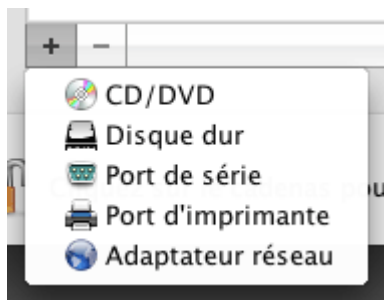 + −
CD/DVD
Disque dur
Port de série
Port d'imprimante
Adaptateur réseau